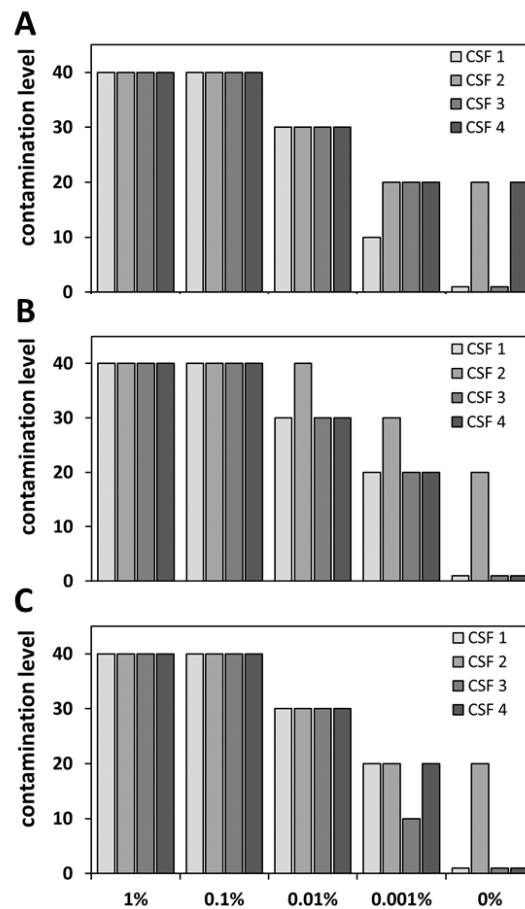 A
contamination level
40
30
20
10
0
CSF 1
CSF 2
CSF 3
CSF 4
B
contamination level
40
30
20
10
0
CSF 1
CSF 2
CSF 3
CSF 4
C
contamination level
40
30
20
10
0
CSF 1
CSF 2
CSF 3
CSF 4
1% 0.1% 0.01% 0.001% 0%